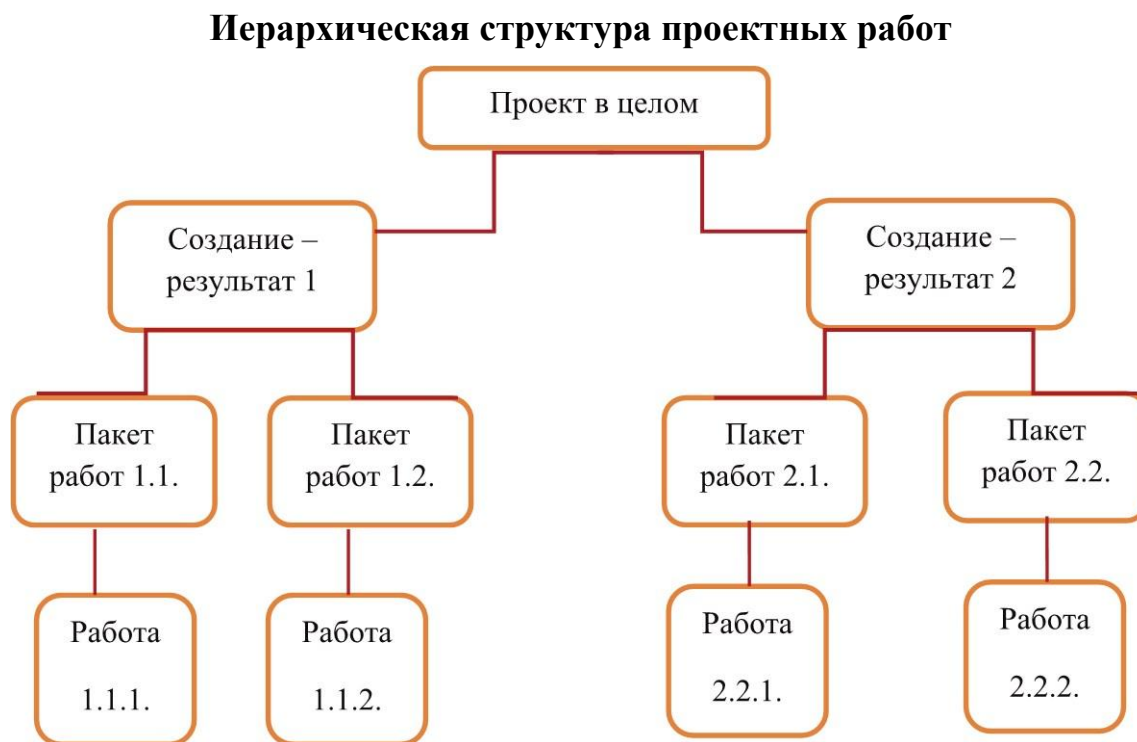 Иерархическая структура проектных работ
Проект в целом
Создание –
результат 1
Создание –
результат 2
Пакет
работ 1.1.
Пакет
работ 1.2.
Пакет
работ 2.1.
Пакет
работ 2.2.
Работа
1.1.1.
Работа
1.1.2.
Работа
2.2.1.
Работа
2.2.2.